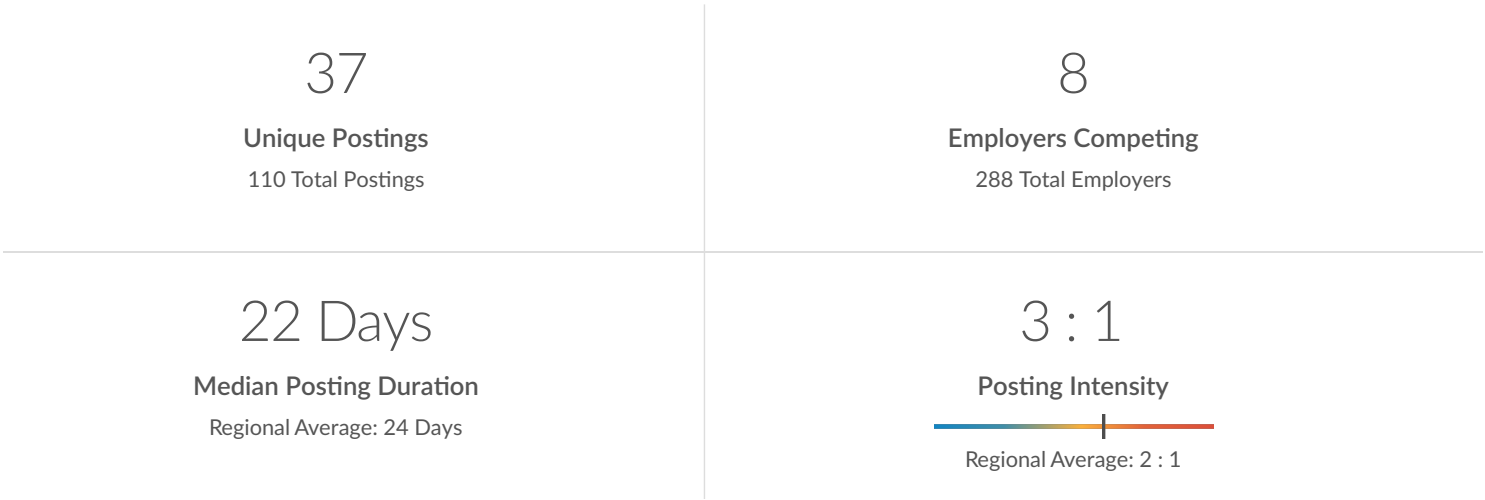 37
Unique Postings
110 Total Postings
8
Employers Competing
288 Total Employers
22 Days
Median Posting Duration
Regional Average: 24 Days
3 : 1
Posting Intensity
Regional Average: 2 : 1